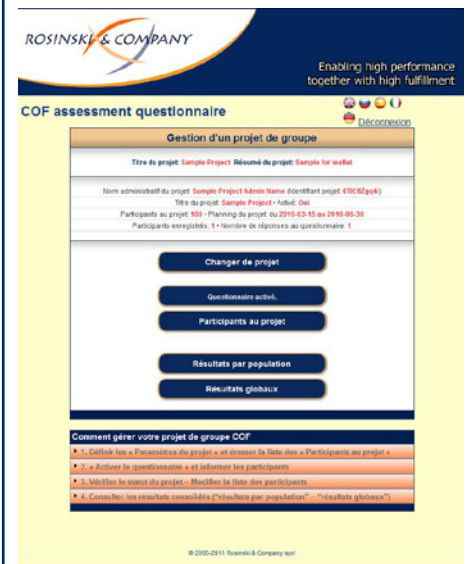 ROSINSKI & COMPANY
Enabling high performance
together with high fulfillment
COF assessment questionnaire
Déconnexion
Gestion d'un projet de groupe
Titre du projet: Sample Project Résumé du projet: Sample for leaflet
Nom administratif du projet: Sample Project Admin Name (Identifiant projet:
Titre du projet: Sample Project • Activé: Oui
Participants au projet: 100 • Planning du projet: du 2010-03-15 au 2010-06-30
Participants enregistrés: 1 • Nombre de réponses au questionnaire: 1
Changer de projet
Questionnaire activé.
Participants au projet
Résultats par population
Résultats globaux
Comment gérer votre projet de groupe COF
1. Définir les « Paramètres du projet » et dresser la liste des « Participants au projet »
2. « Activer le questionnaire » et informer les participants
3. Vérifier le statut du projet – Modifier la liste des participants
4. Consulter les résultats consolidés ("résultats par population" – "résultats globaux")
© 2005-2011 Rosinski & Company sprl